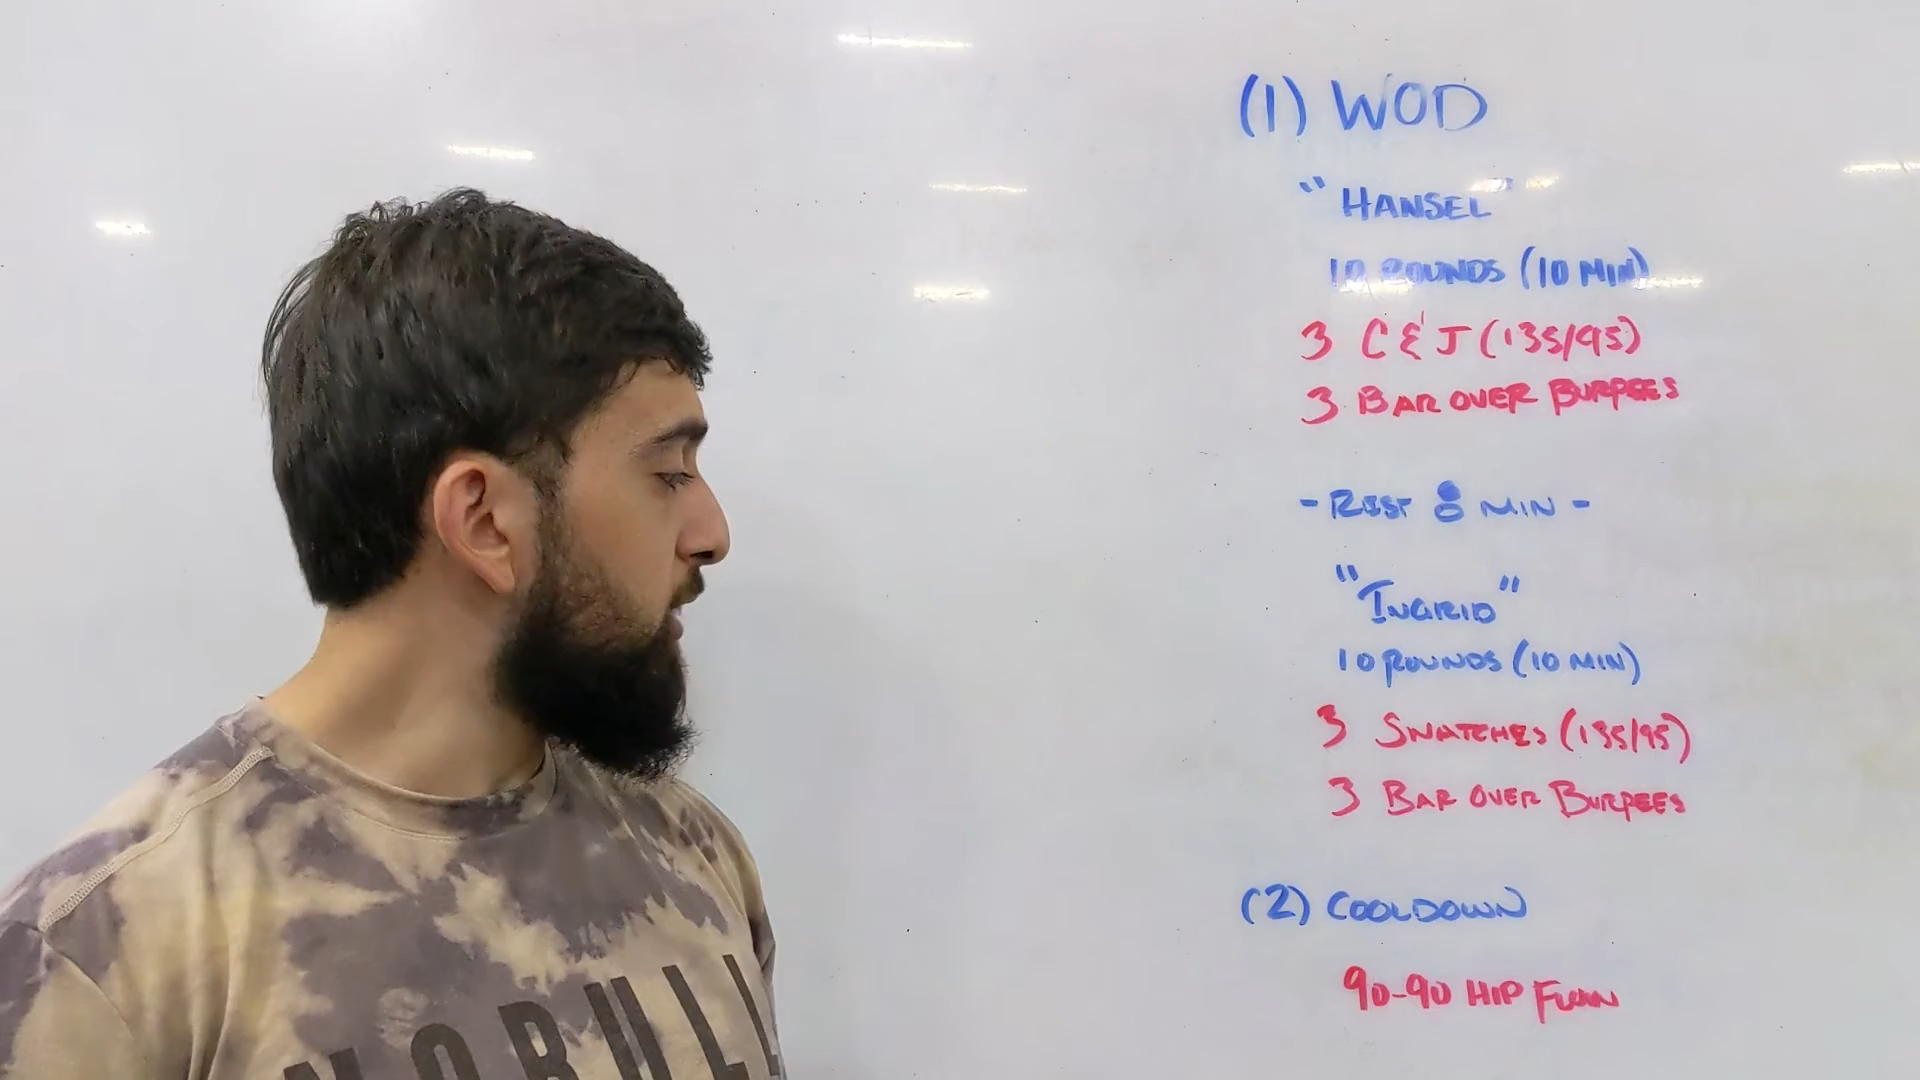 (1) WOD
"HANSEL"
10 ROUNDS (10 MIN)
3 C & J (135/95)
3 BAR OVER BURPEES
- REST 8 MIN -
"INGRID"
10 ROUNDS (10 MIN)
3 SNATCHES (135/95)
3 BAR OVER BURPEES
(2) COOLDOWN
90-90 HIP FLOW
NOBULL